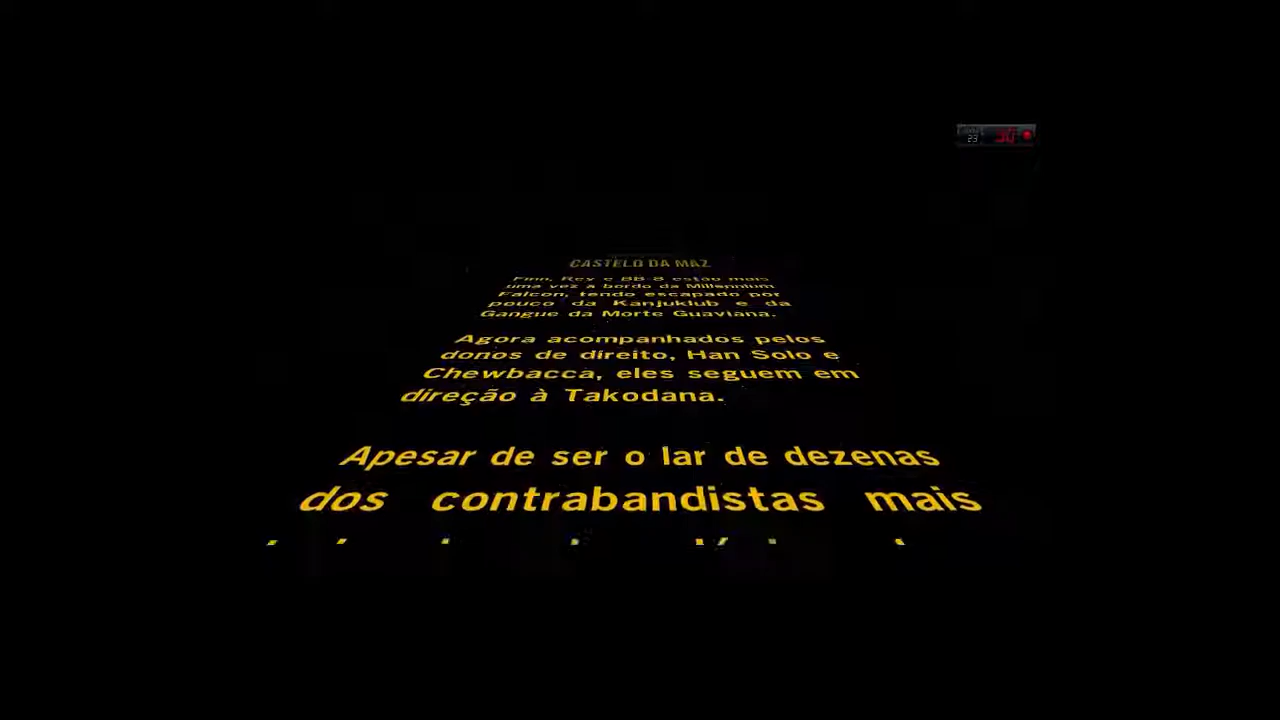 CASTELO DA MAZ
Finn, Rey e BB-8 estão mais
uma vez a bordo da Millennium
Falcon, tendo escapado por
pouco da Kanjuklub e da
Gangue da Morte Guaviana.
Agora acompanhados pelos
donos de direito, Han Solo e
Chewbacca, eles seguem em
direção à Takodana.
Apesar de ser o lar de dezenas
dos contrabandistas mais
23